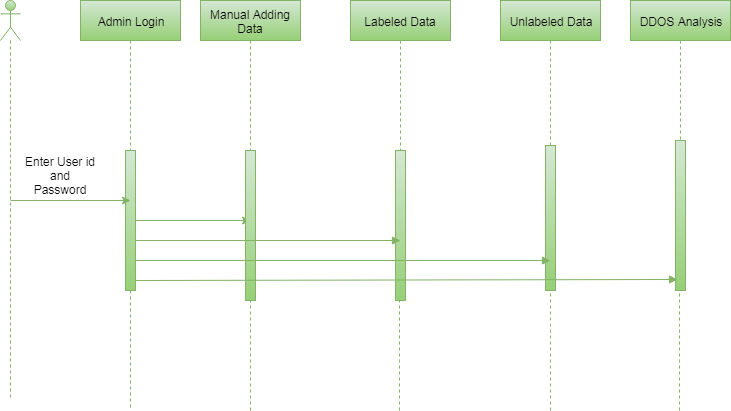 Admin Login
Manual Adding
Data
Labeled Data
Unlabeled Data
DDOS Analysis
Enter User id
and
Password